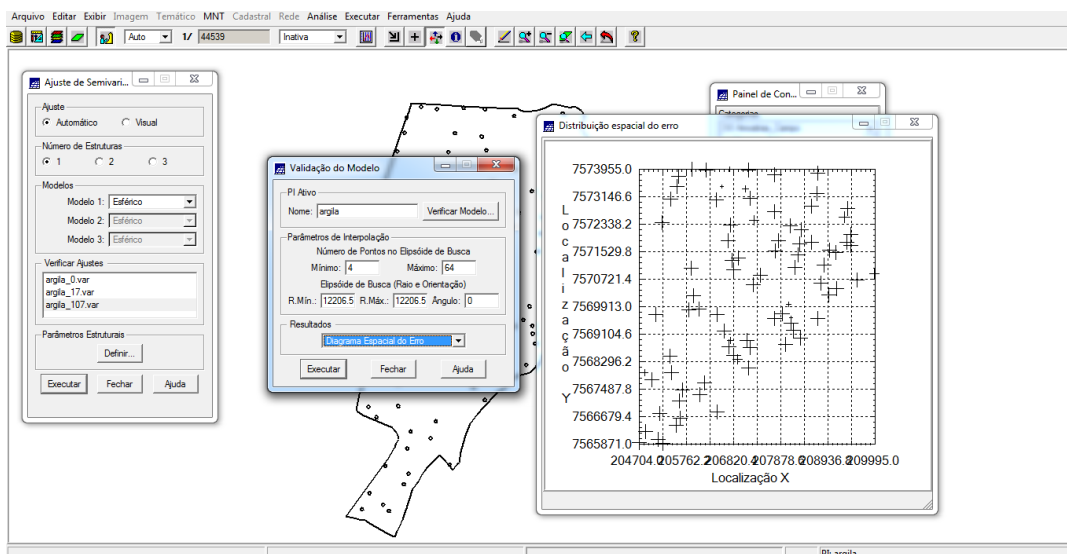 Arquivo Editar Exibir Imagem Temático MNT Cadastral Rede Análise Executar Ferramentas Ajuda
Auto 1/ 44539 Inativa
Ajuste de Semivari...
Ajuste
Automático Visual
Número de Estruturas
1 2 3
Modelos
Modelo 1: Esférico
Modelo 2: Esférico
Modelo 3: Esférico
Verificar Ajustes
argila_0.var
argila_17.var
argila_107.var
Parâmetros Estruturais
Definir...
Executar Fechar Ajuda
Validação do Modelo
PI Ativo
Nome: argila Verificar Modelo...
Parâmetros de Interpolação
Número de Pontos no Elipsóide de Busca
Mínimo: 4 Máximo: 64
Elipsóide de Busca (Raio e Orientação)
R.Mín.: 12206.5 R.Máx.: 12206.5 Angulo: 0
Resultados
Diagrama Espacial do Erro
Executar Fechar Ajuda
Painel de Con...
Categorias
Distribuição espacial do erro
Localização Y
7573955.0
7573146.6
7572338.2
7571529.8
7570721.4
7569913.0
7569104.6
7568296.2
7567487.8
7566679.4
7565871.0
204704.0 205762.2 206820.4 207878.6 208936.8 209995.0
Localização X
PI: argila